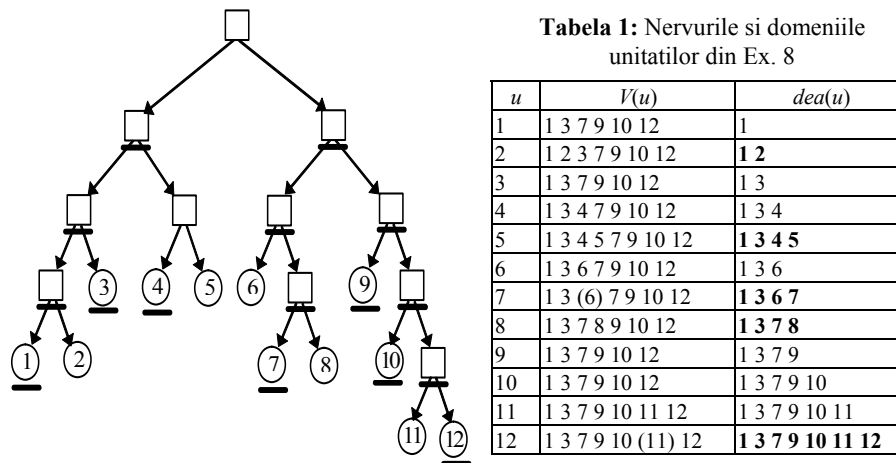 Tabela 1: Nervurile si domeniile
unitatilor din Ex. 8
u V(u) dea(u)
1 1 3 7 9 10 12 1
2 1 2 3 7 9 10 12 1 2
3 1 3 7 9 10 12 1 3
4 1 3 4 7 9 10 12 1 3 4
5 1 3 4 5 7 9 10 12 1 3 4 5
6 1 3 6 7 9 10 12 1 3 6
7 1 3 (6) 7 9 10 12 1 3 6 7
8 1 3 7 8 9 10 12 1 3 7 8
9 1 3 7 9 10 12 1 3 7 9
10 1 3 7 9 10 12 1 3 7 9 10
11 1 3 7 9 10 11 12 1 3 7 9 10 11
12 1 3 7 9 10 (11) 12 1 3 7 9 10 11 12
3 4 5 6 9
1 2 7 8 10
11 12